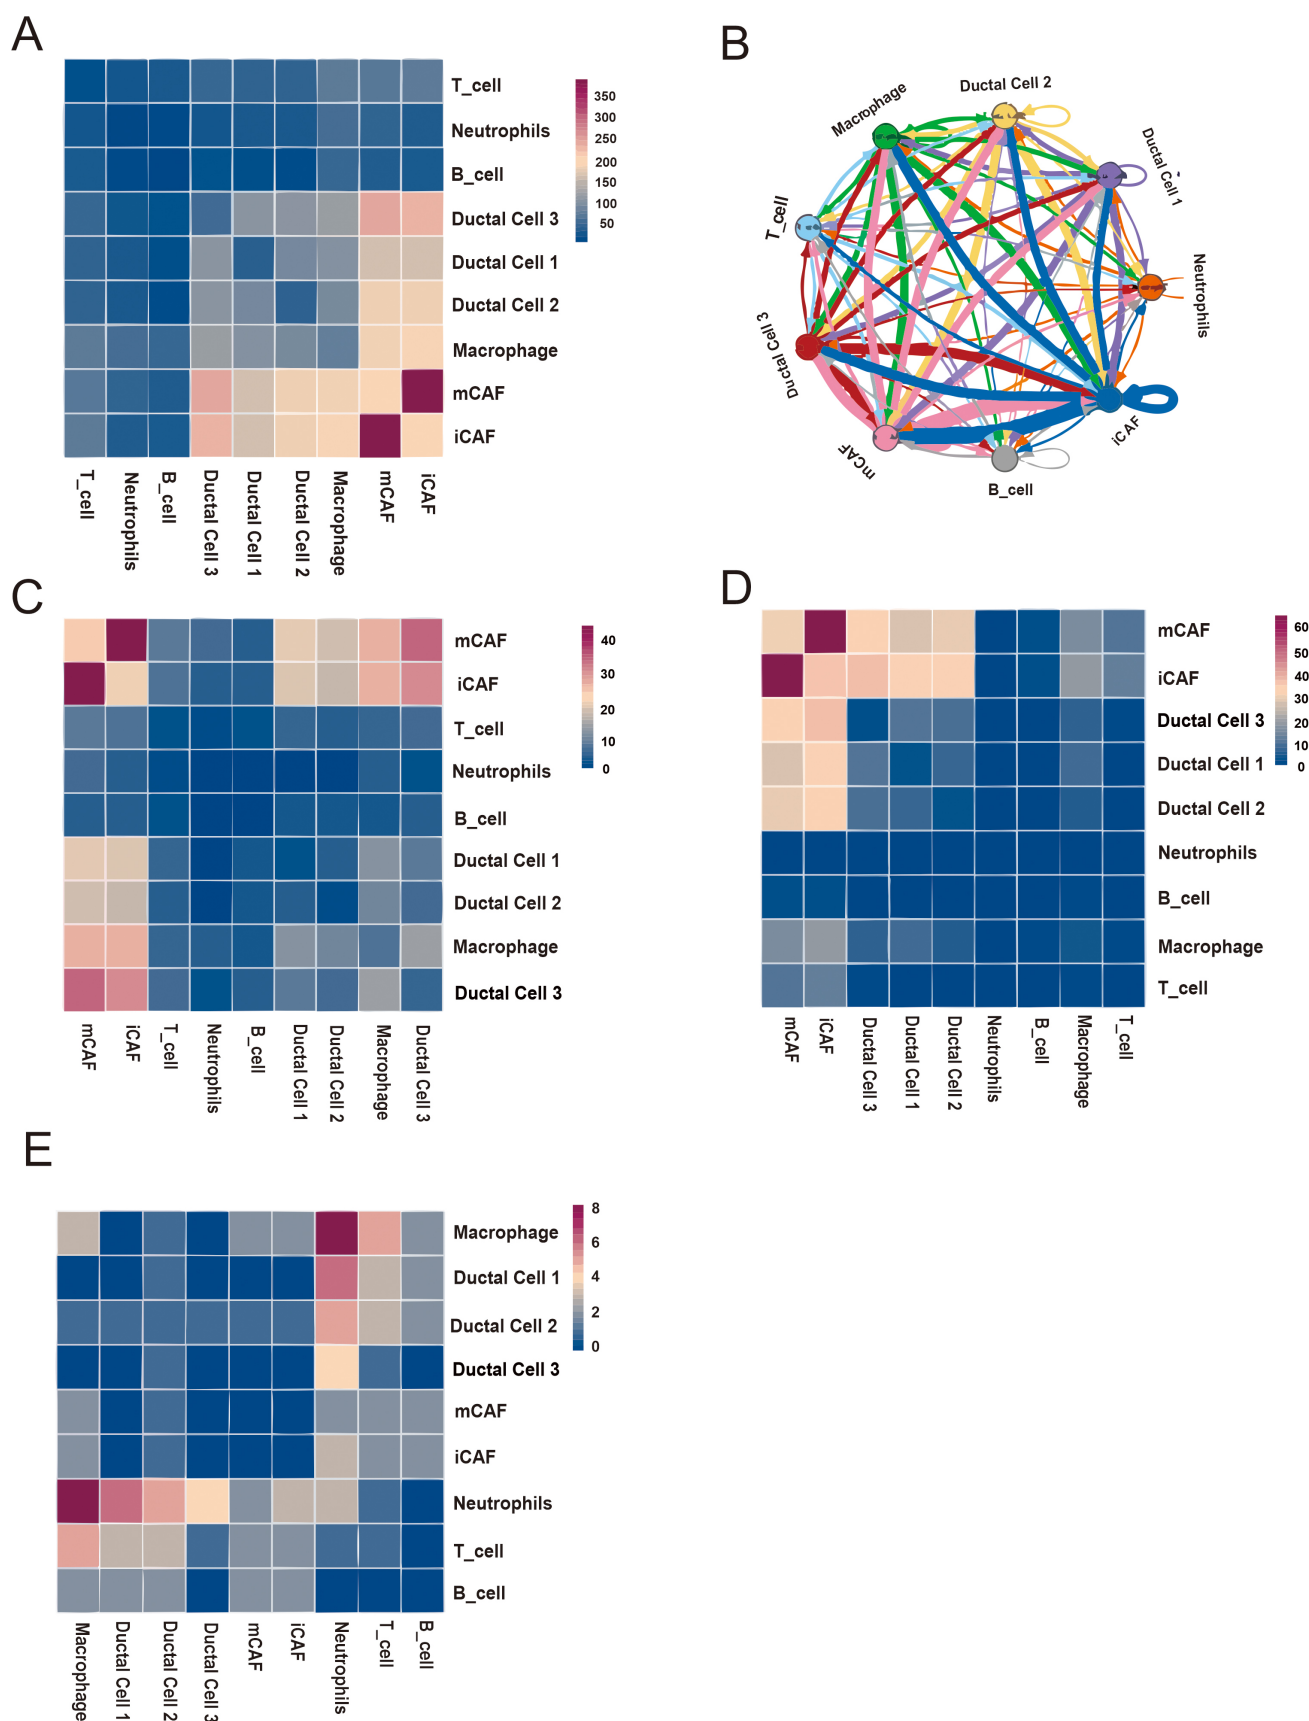 A
T_cell
Neutrophils
B_cell
Ductal Cell 3
Ductal Cell 1
Ductal Cell 2
Macrophage
mCAF
iCAF
350
300
250
200
150
100
50
T_cell
Neutrophils
B_cell
Ductal Cell 3
Ductal Cell 1
Ductal Cell 2
Macrophage
mCAF
iCAF
B
Ductal Cell 2
Macrophage
Ductal Cell 1
T_cell
Neutrophils
Ductal Cell 3
iCAF
mCAF
B_cell
C
mCAF
iCAF
T_cell
Neutrophils
B_cell
Ductal Cell 1
Ductal Cell 2
Macrophage
Ductal Cell 3
40
30
20
10
0
mCAF
iCAF
T_cell
Neutrophils
B_cell
Ductal Cell 1
Ductal Cell 2
Macrophage
Ductal Cell 3
D
mCAF
iCAF
Ductal Cell 3
Ductal Cell 1
Ductal Cell 2
Neutrophils
B_cell
Macrophage
T_cell
60
50
40
30
20
10
0
mCAF
iCAF
Ductal Cell 3
Ductal Cell 1
Ductal Cell 2
Neutrophils
B_cell
Macrophage
T_cell
E
Macrophage
Ductal Cell 1
Ductal Cell 2
Ductal Cell 3
mCAF
iCAF
Neutrophils
T_cell
B_cell
8
6
4
2
0
Macrophage
Ductal Cell 1
Ductal Cell 2
Ductal Cell 3
mCAF
iCAF
Neutrophils
T_cell
B_cell